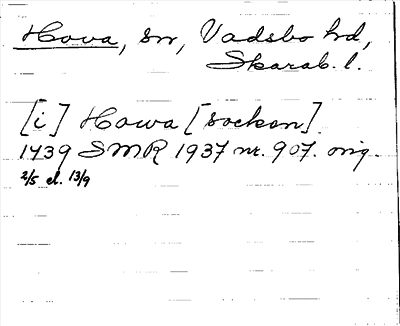 Hova, sn, Vadsbo hd,
Skarab. l.
[i] Howa [socken]
1439 SMR 1937 nr. 907. orig.
2/5 el. 13/9